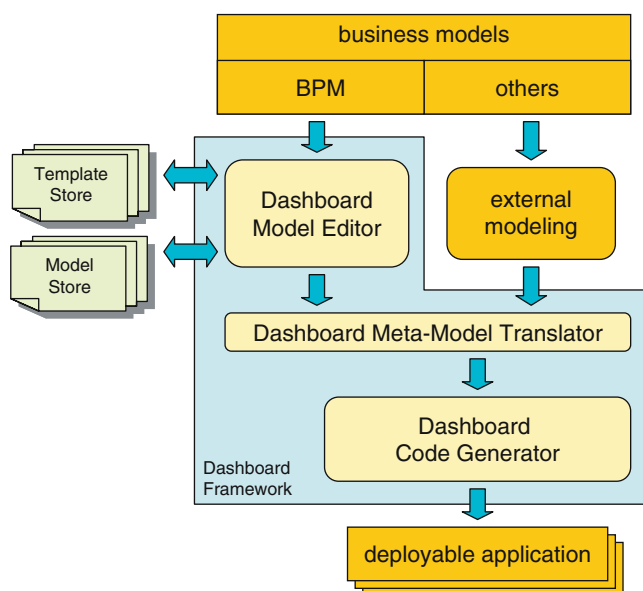 business models
BPM
others
Template
Store
Dashboard
Model Editor
external
modeling
Model
Store
Dashboard Meta-Model Translator
Dashboard
Code Generator
Dashboard
Framework
deployable application